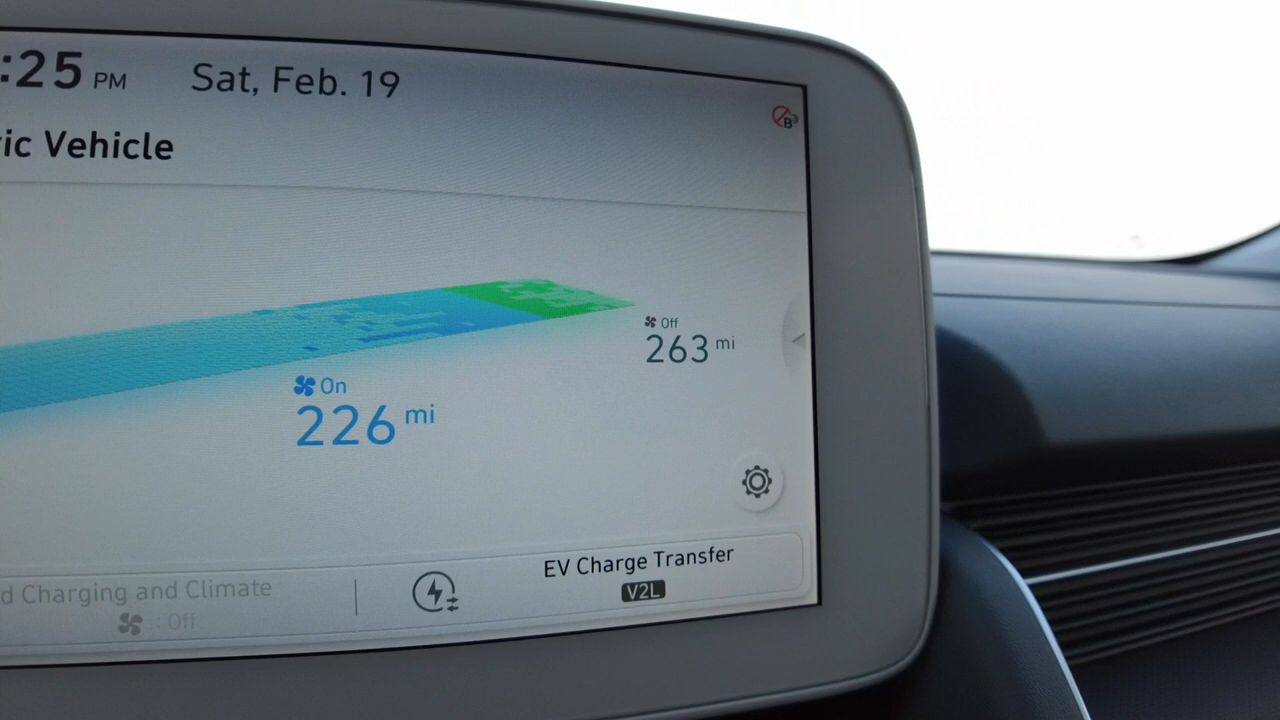 :25 PM Sat, Feb. 19
ic Vehicle
Off
263 mi
On
226 mi
d Charging and Climate
: Off
EV Charge Transfer
V2L